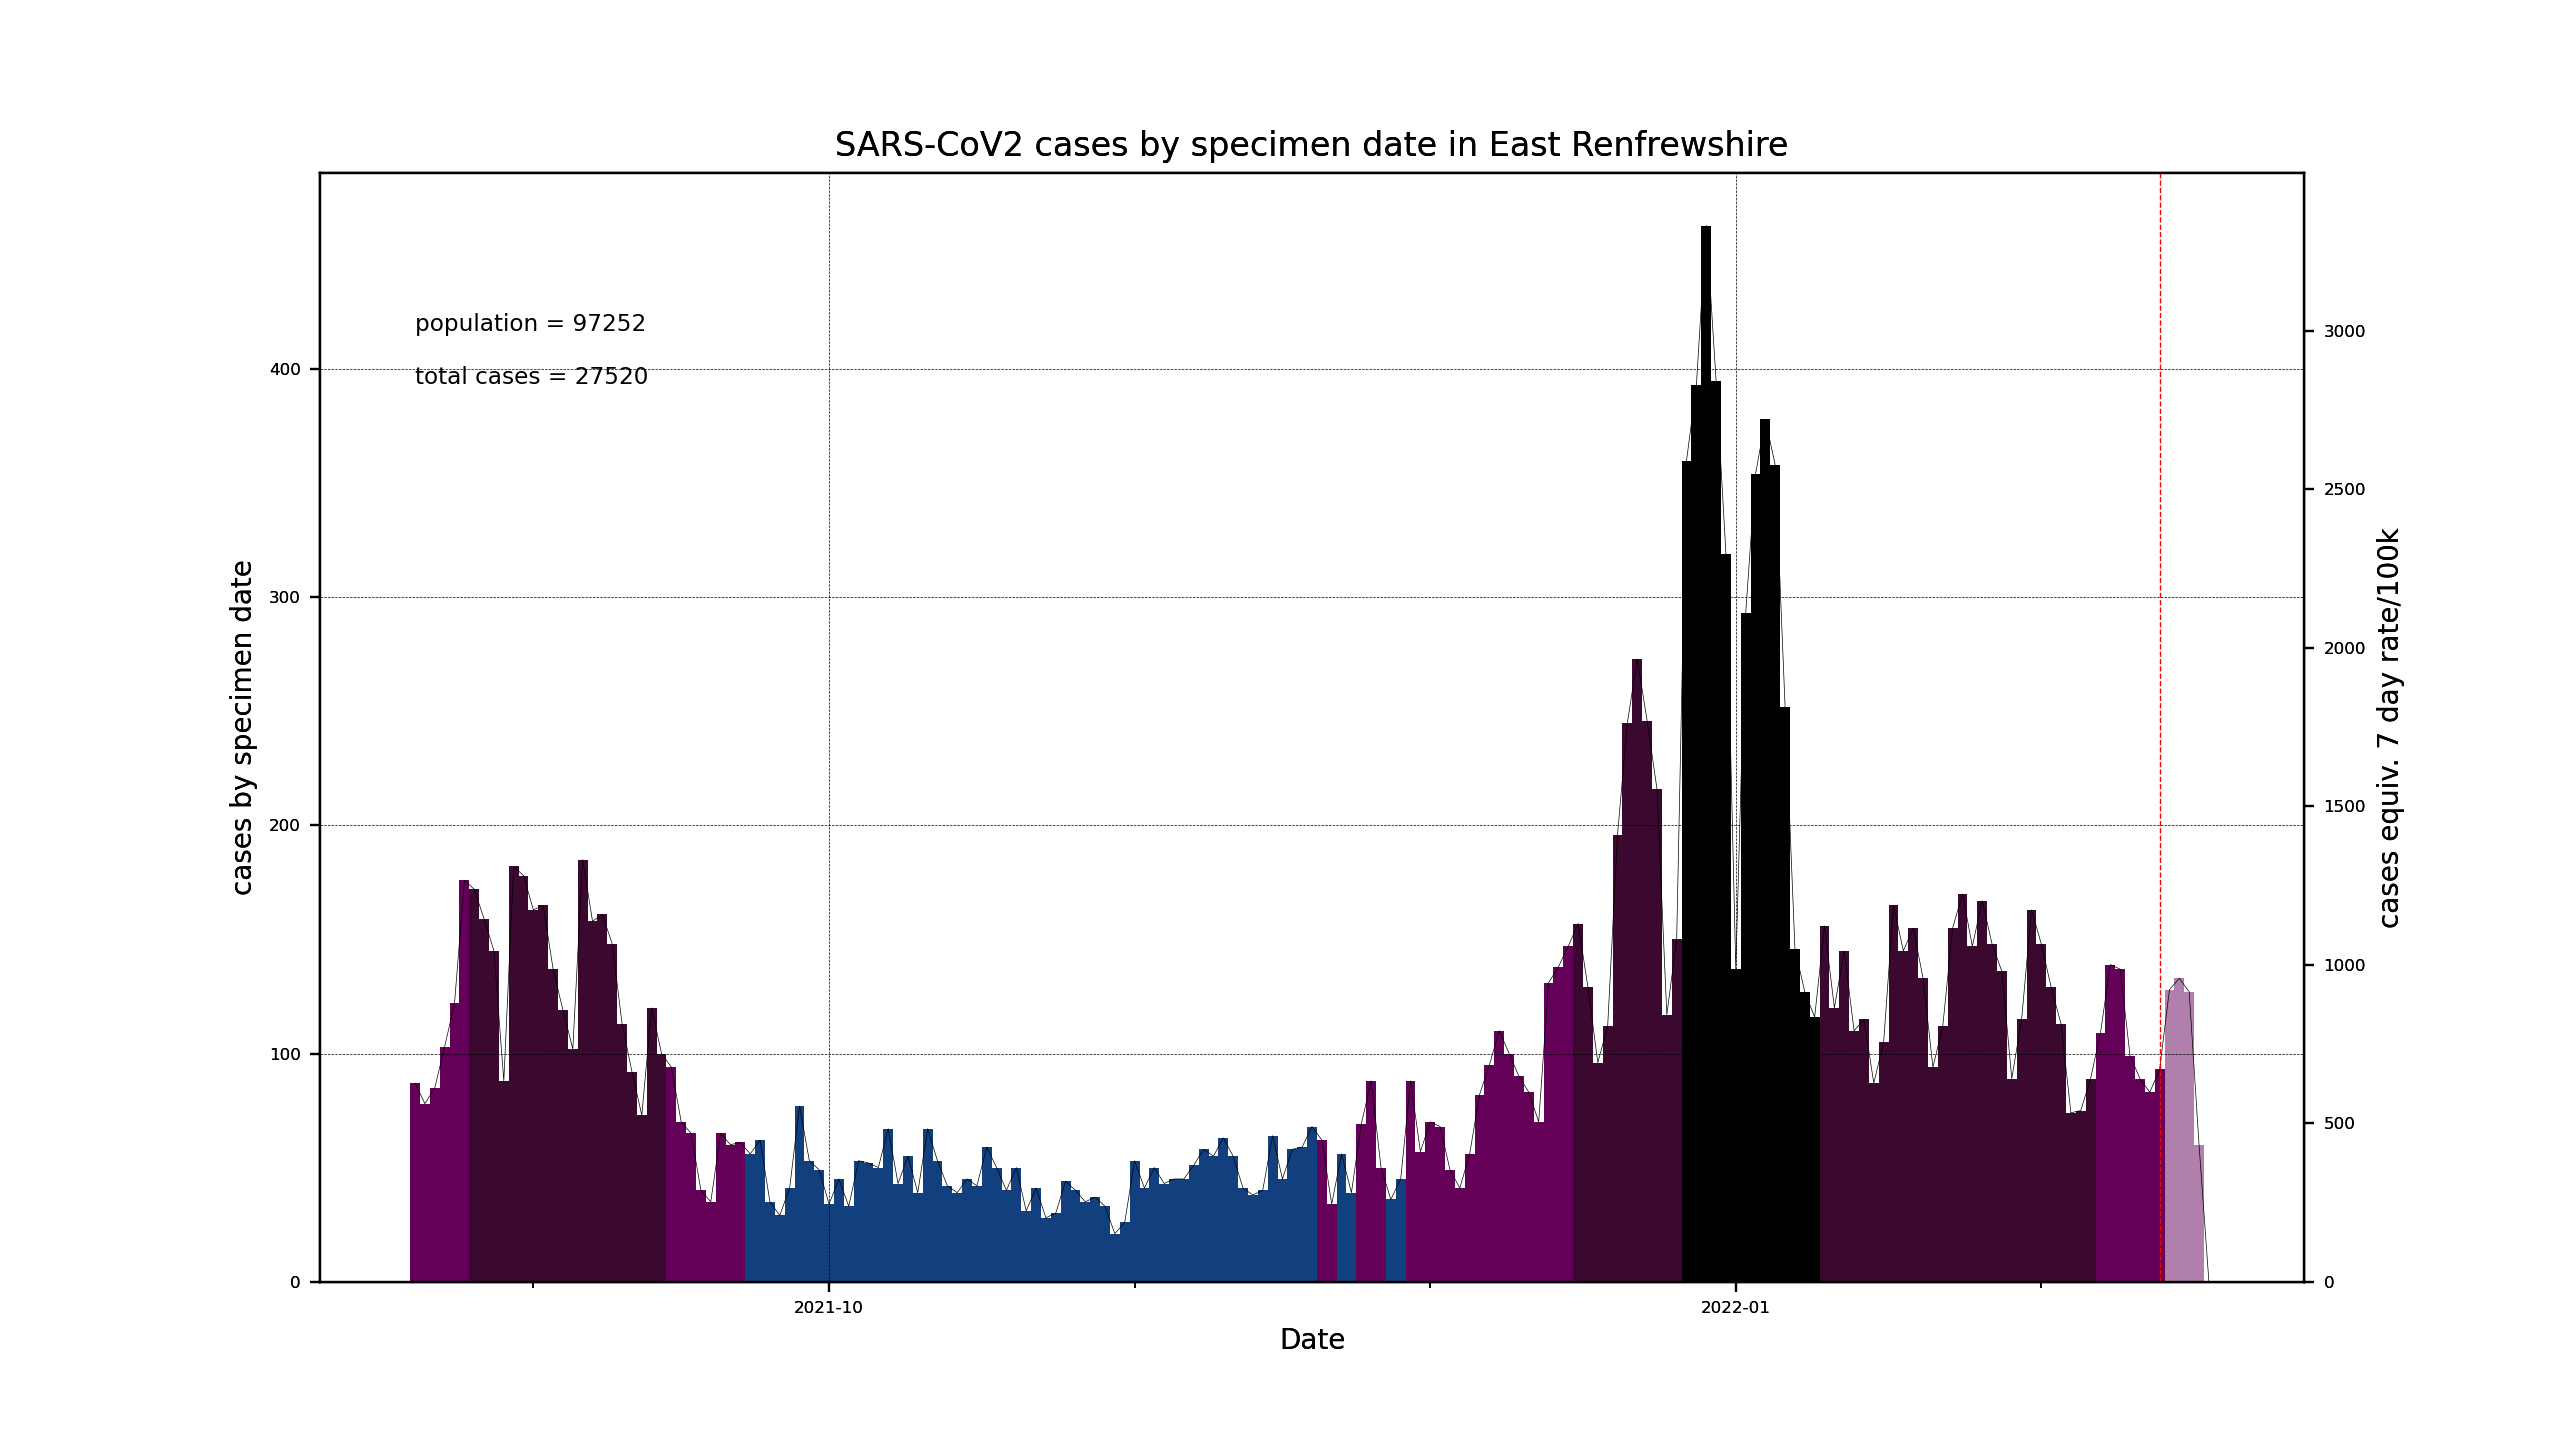 SARS-CoV2 cases by specimen date in East Renfrewshire
population = 97252
total cases = 27520
cases by specimen date
400
300
200
100
0
3000
2500
2000
1500
1000
500
0
cases equiv. 7 day rate/100k
2021-10
2022-01
Date